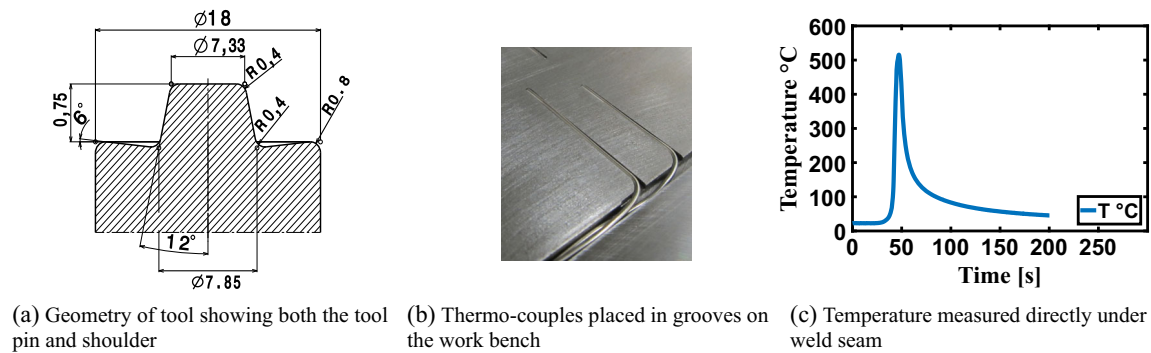 Ø18
Ø7,33
R0,4
R0.8
0,75
6°
R0,4
12°
Ø7.85
600
500
400
300
200
100
0
Temperature °C
T °C
0 50 100 150 200 250
Time [s]
(a) Geometry of tool showing both the tool
pin and shoulder
(b) Thermo-couples placed in grooves on
the work bench
(c) Temperature measured directly under
weld seam